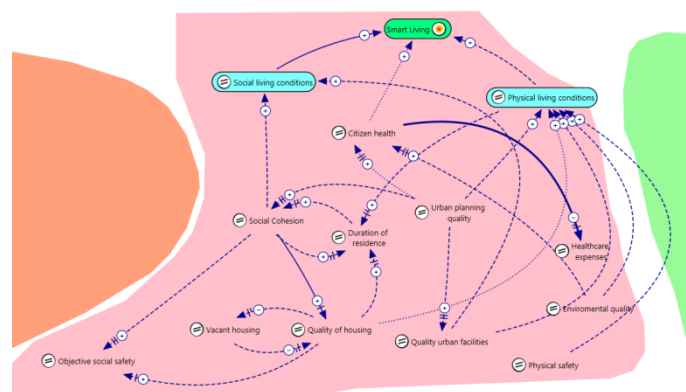 Smart Living
Social living conditions
Physical living conditions
Citizen health
Urban planning
quality
Social Cohesion
Duration of
residence
Healthcare
expenses
Enviromental quality
Vacant housing
Quality of housing
Quality urban facilities
Objective social safety
Physical safety